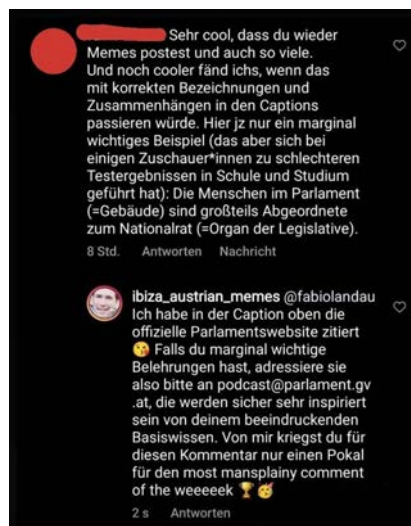 Sehr cool, dass du wieder
Memes postest und auch so viele.
Und noch cooler fänd ichs, wenn das
mit korrekten Bezeichnungen und
Zusammenhängen in den Captions
passieren würde. Hier jz nur ein marginal
wichtiges Beispiel (das aber sich bei
einigen Zuschauer*innen zu schlechteren
Testergebnissen in Schule und Studium
geführt hat): Die Menschen im Parlament
(=Gebäude) sind großteils Abgeordnete
zum Nationalrat (=Organ der Legislative).
8 Std. Antworten Nachricht
ibiza_austrian_memes @fabiolandau
Ich habe in der Caption oben die
offizielle Parlamentswebsite zitiert
😘 Falls du marginal wichtige
Belehrungen hast, adressiere sie
also bitte an podcast@parlament.gv
.at, die werden sicher sehr inspiriert
sein von deinem beeindruckenden
Basiswissen. Von mir kriegst du für
diesen Kommentar nur einen Pokal
für den most mansplainy comment
of the weeeeek 🏆🥳
2 s Antworten